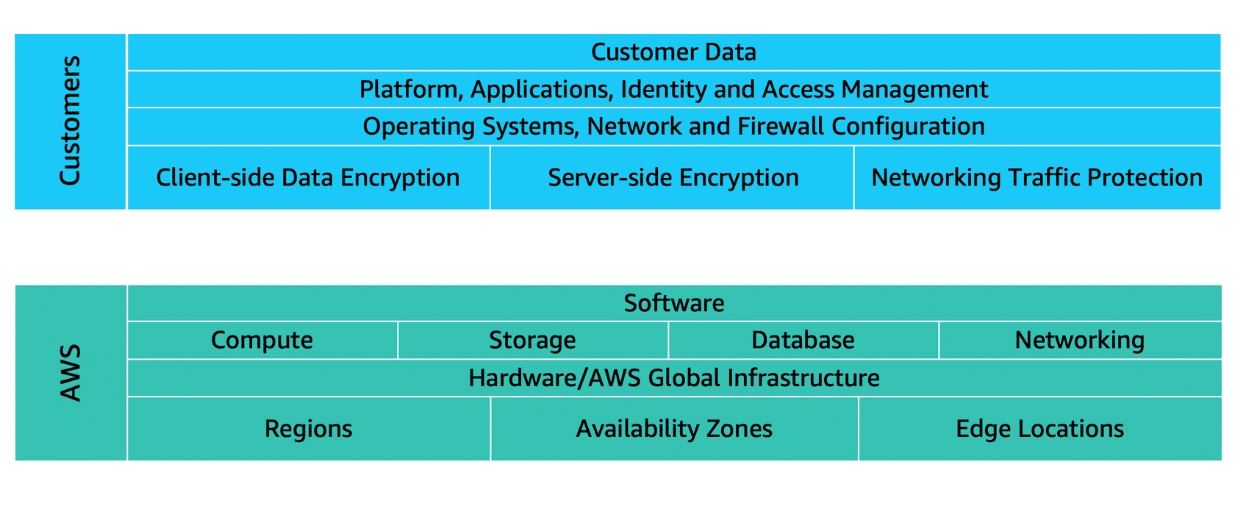 Customers
Customer Data
Platform, Applications, Identity and Access Management
Operating Systems, Network and Firewall Configuration
Client-side Data Encryption
Server-side Encryption
Networking Traffic Protection
AWS
Software
Compute
Storage
Database
Networking
Hardware/AWS Global Infrastructure
Regions
Availability Zones
Edge Locations